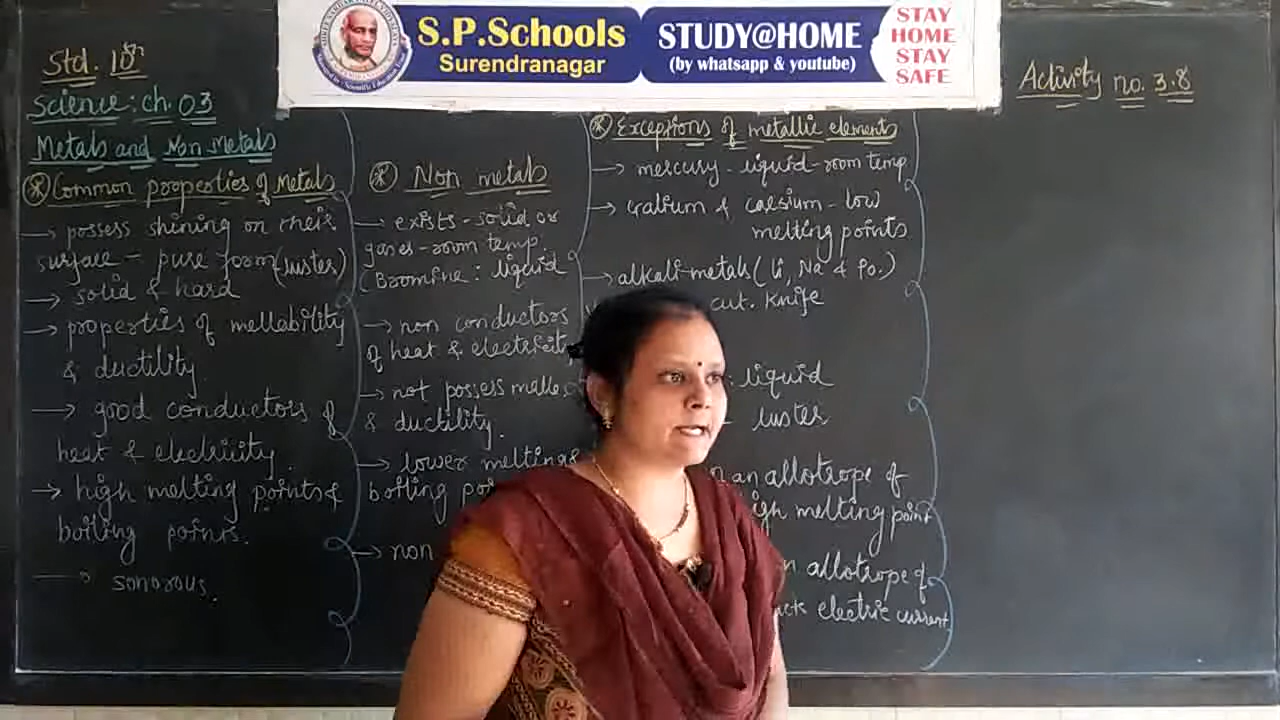 S.P.Schools
Surendranagar
STUDY@HOME
(by whatsapp & youtube)
STAY
HOME
STAY
SAFE
Std. 10th
Science: ch. 03
Metals and Non Metals
Common properties of Metals
→ possess shining on their
surface - pure form (luster)
→ solid & hard
→ properties of mellability
& ductility.
→ good conductors of
heat & electricity.
→ high melting points &
boiling points.
→ sonorous.
Non metals
→ exists - solid or
gases - room temp.
(Bromine : liquid
→ non conductors
of heat & electricity
→ not possess malle
& ductility.
→ lower melting &
boiling poi
→ non
Exceptions of metallic elements
→ mercury - liquid - room temp
→ galium & caesium - low
melting points
→ alkali-metals (Li, Na & Po.)
cut. knife
: liquid
- luster
an allotrope of
igh melting point
n allotrope of
electric current
Activity no. 3.8